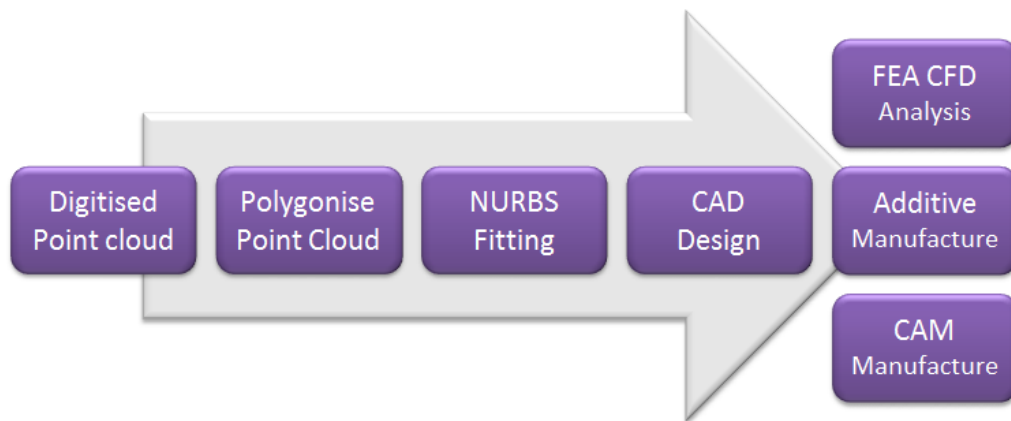 Digitised
Point cloud
Polygonise
Point Cloud
NURBS
Fitting
CAD
Design
FEA CFD
Analysis
Additive
Manufacture
CAM
Manufacture